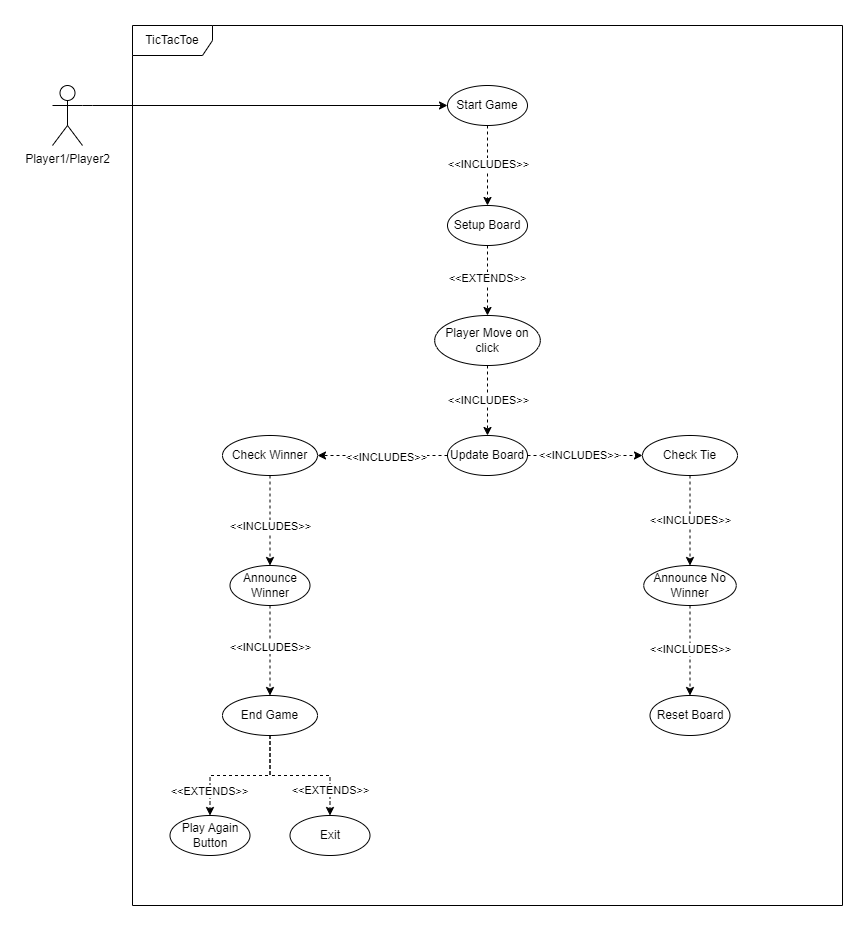 TicTacToe
Start Game
Player1/Player2
<<INCLUDES>>
Setup Board
<<EXTENDS>>
Player Move on
click
<<INCLUDES>>
Check Winner
<<INCLUDES>>
Update Board
<<INCLUDES>>
Check Tie
<<INCLUDES>>
<<INCLUDES>>
Announce
Winner
Announce No
Winner
<<INCLUDES>>
<<INCLUDES>>
End Game
Reset Board
<<EXTENDS>>
<<EXTENDS>>
Play Again
Button
Exit